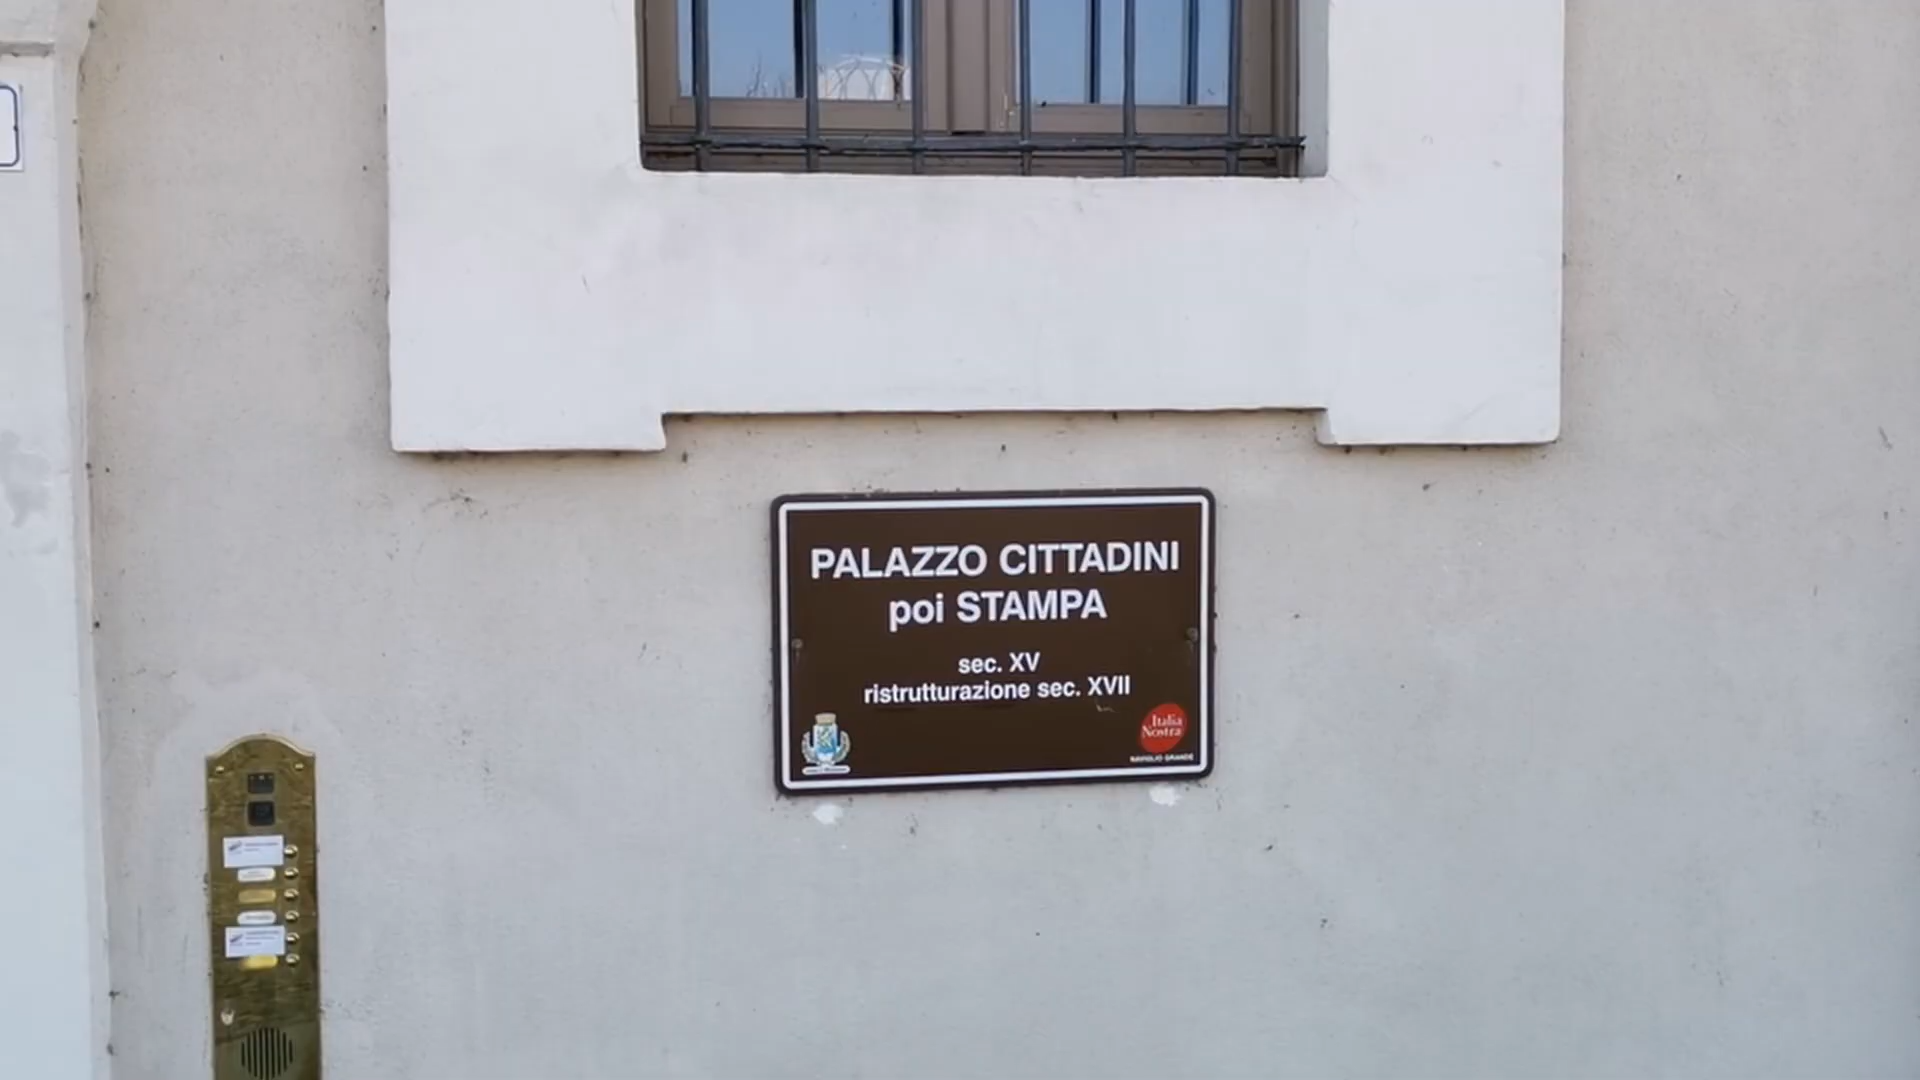 PALAZZO CITTADINI
poi STAMPA
sec. XV
ristrutturazione sec. XVII
Italia
Nostra
NAVIGLIO GRANDE